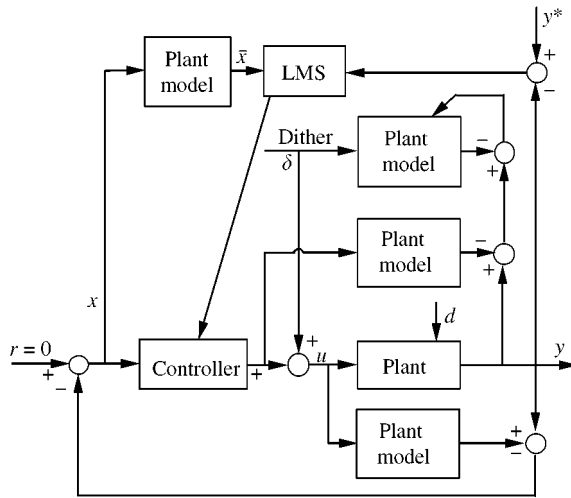 y*
+
−
Plant
model
x̄
LMS
Dither
δ
Plant
model
−
+
Plant
model
−
+
x
d
r = 0
+
−
Controller
+
+
u
Plant
y
Plant
model
+
−